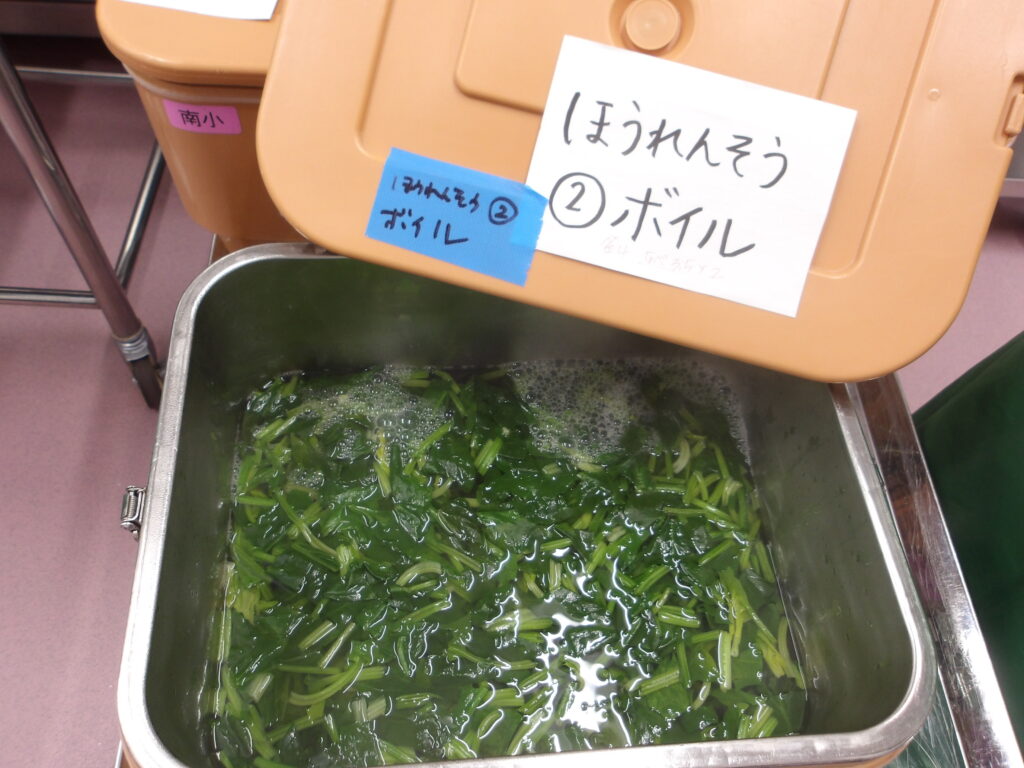 南小
ほうれんそう
② ボイル
ほうれんそう ②
ボイル